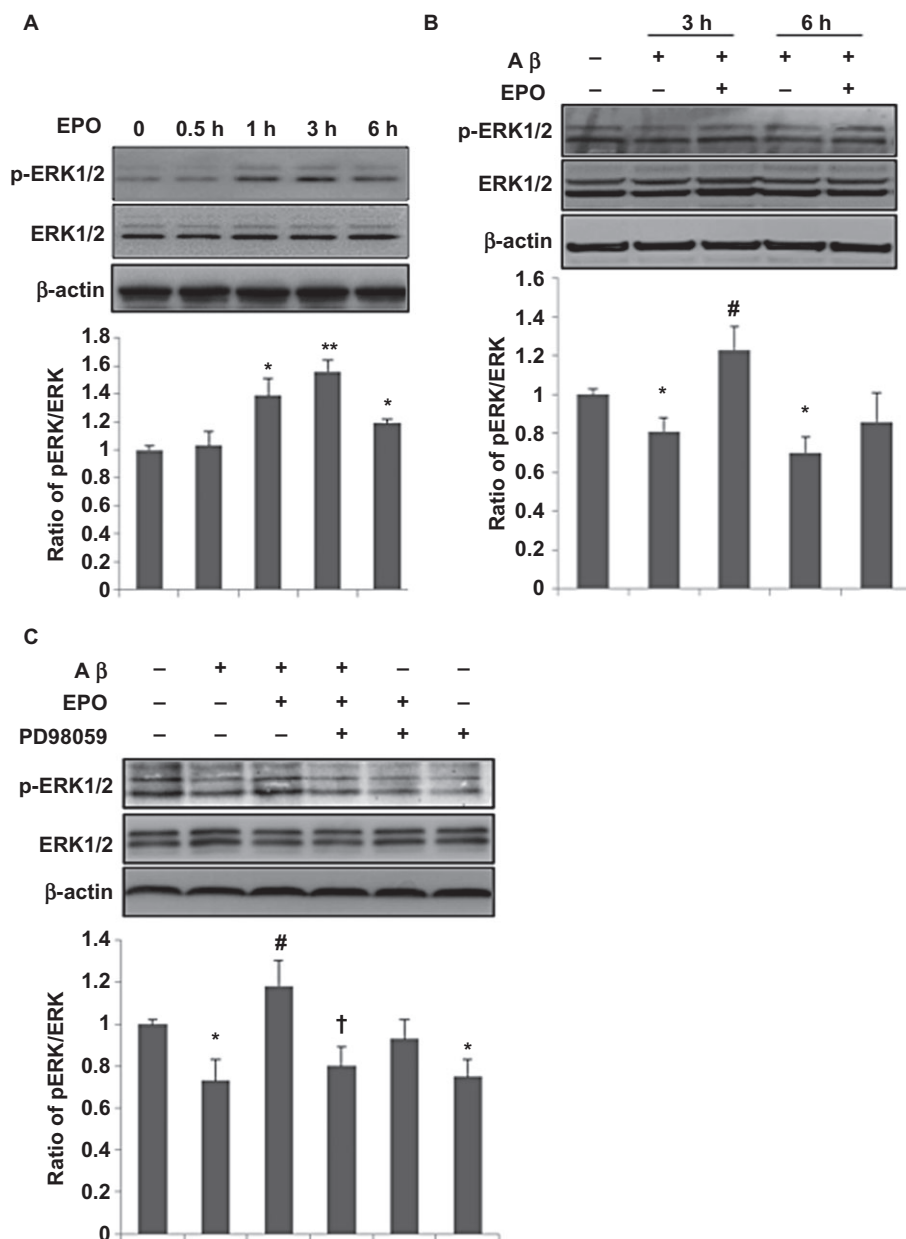 A
EPO 0 0.5 h 1 h 3 h 6 h
p-ERK1/2
ERK1/2
β-actin
1.8
1.6
1.4
1.2
1
0.8
0.6
0.4
0.2
0
Ratio of pERK/ERK
* ** *
B
3 h 6 h
A β – + + + +
EPO – – + – +
p-ERK1/2
ERK1/2
β-actin
1.6
1.4
1.2
1
0.8
0.6
0.4
0.2
0
Ratio of pERK/ERK
* # *
C
A β – + + + – –
EPO – – + + + –
PD98059 – – – + + +
p-ERK1/2
ERK1/2
β-actin
1.4
1.2
1
0.8
0.6
0.4
0.2
0
Ratio of pERK/ERK
* # † *